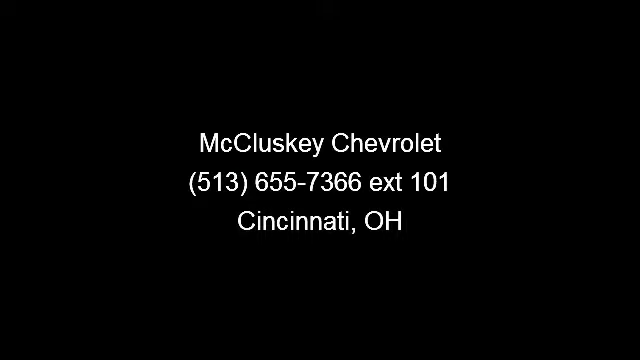 McCluskey Chevrolet
(513) 655-7366 ext 101
Cincinnati, OH